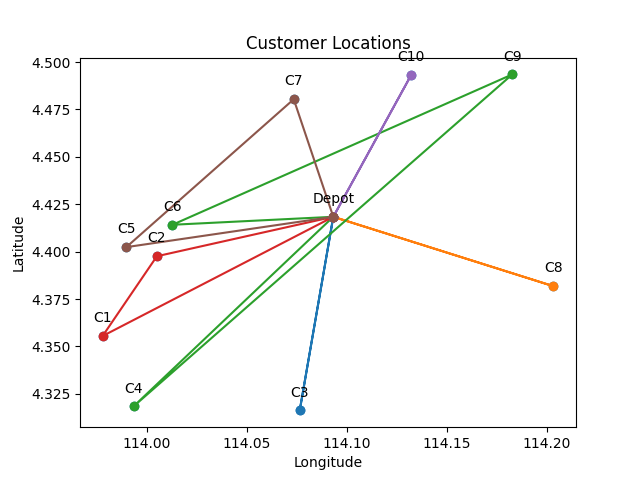 Customer Locations
C10
C9
4.500
C7
4.475
4.450
C6
Depot
4.425
C5
C2
4.400
C8
4.375
C1
4.350
C4
C3
4.325
Latitude
114.00
114.05
114.10
114.15
114.20
Longitude